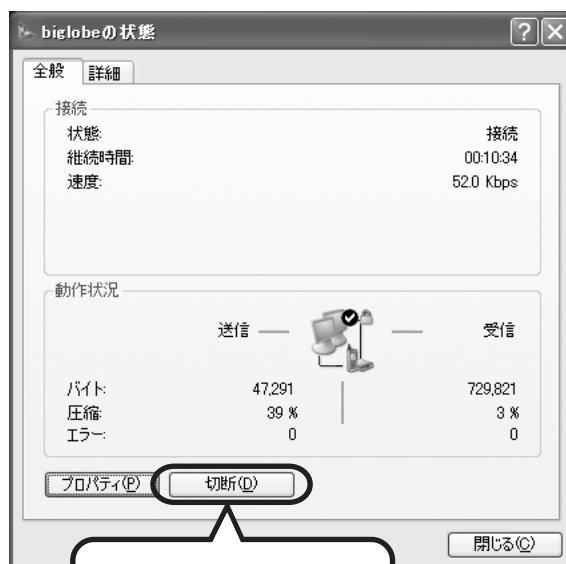 biglobeの状態
全般 詳細
接続
状態: 接続
継続時間: 00:10:34
速度: 52.0 Kbps
動作状況
送信 受信
バイト: 47,291 729,821
圧縮: 39 % 3 %
エラー: 0 0
プロパティ(P) 切断(D)
閉じる(C)